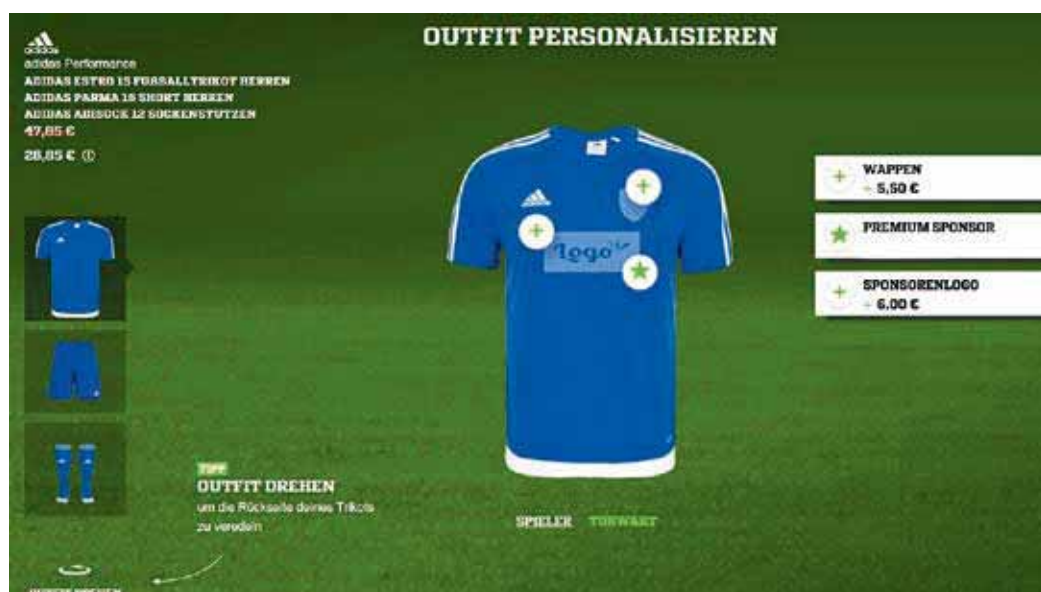 adidas
adidas Performance
ADIDAS ESTRO 15 FUSSBALLTRIKOT HERREN
ADIDAS PARMA 16 SHORT HERREN
ADIDAS ADISOCK 12 SOCKENSTUTZEN
47,85 €
28,85 €
OUTFIT PERSONALISIEREN
Logo
WAPPEN
+ 5,50 €
PREMIUM SPONSOR
SPONSORENLOGO
+ 6,00 €
TIPP
OUTFIT DREHEN
um die Rückseite deines Trikots
zu veredeln
SPIELER TORWART
OUTFIT DREHEN